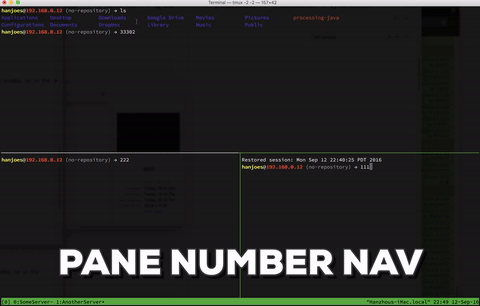 Terminal — tmux -2 -2 — 157×42
hanjoes@192.168.0.12 (no-repository) → ls
Applications Desktop Downloads Google Drive Movies Pictures processing-java
Configurations Documents Dropbox Library Music Public
hanjoes@192.168.0.12 (no-repository) → 33302
hanjoes@192.168.0.12 (no-repository) → 222
Restored session: Mon Sep 12 22:40:25 PDT 2016
hanjoes@192.168.0.12 (no-repository) → 111
PANE NUMBER NAV
[0] 0:SomeServer- 1:AnotherServer*
"Hanzhous-iMac.local" 22:49 12-Sep-16